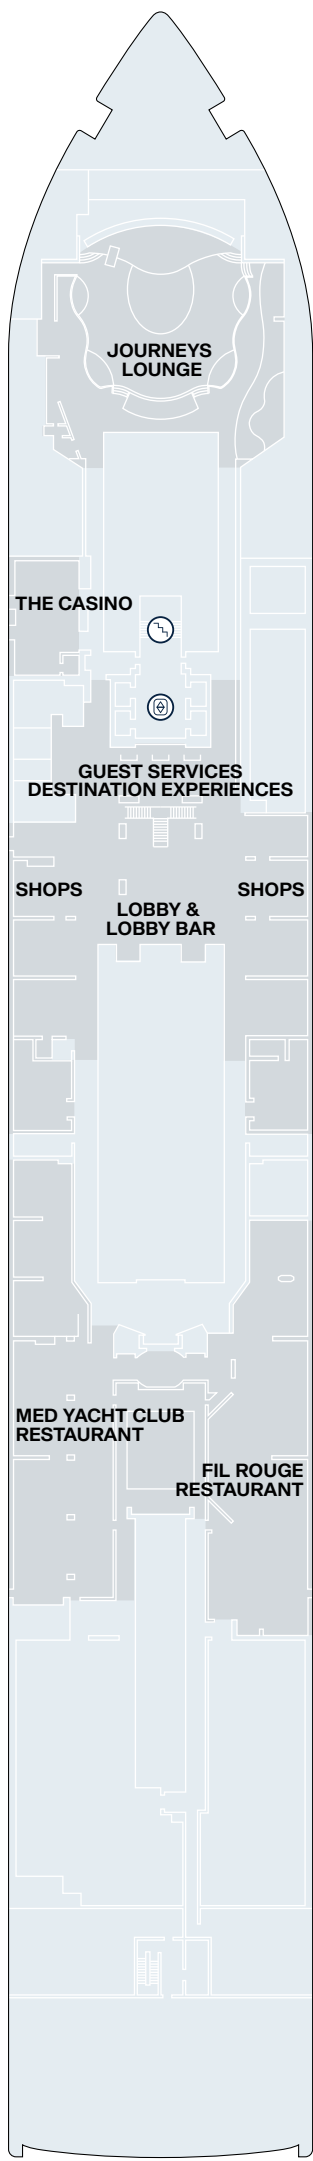 JOURNEYS
LOUNGE
THE CASINO
GUEST SERVICES
DESTINATION EXPERIENCES
SHOPS
SHOPS
LOBBY &
LOBBY BAR
MED YACHT CLUB
RESTAURANT
FIL ROUGE
RESTAURANT